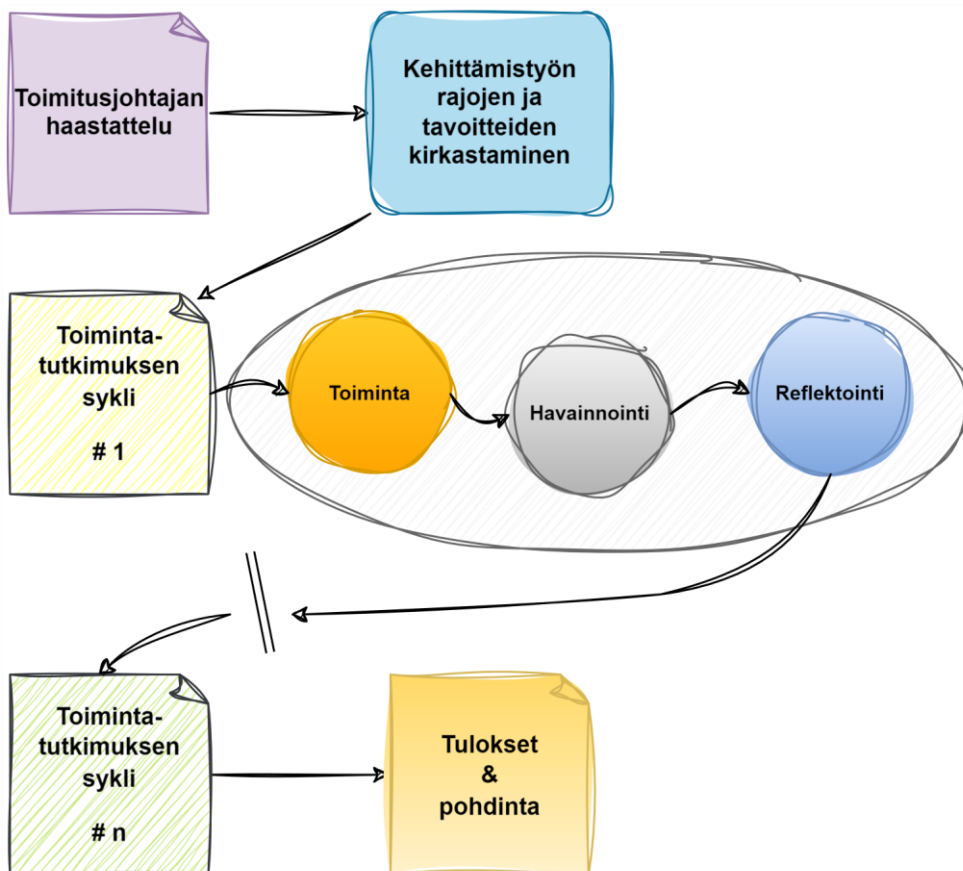 Toimitusjohtajan
haastattelu
Kehittämistyön
rajojen ja
tavoitteiden
kirkastaminen
Toiminta-
tutkimuksen
sykli
# 1
Toiminta
Havainnointi
Reflektointi
Toiminta-
tutkimuksen
sykli
# n
Tulokset
&
pohdinta